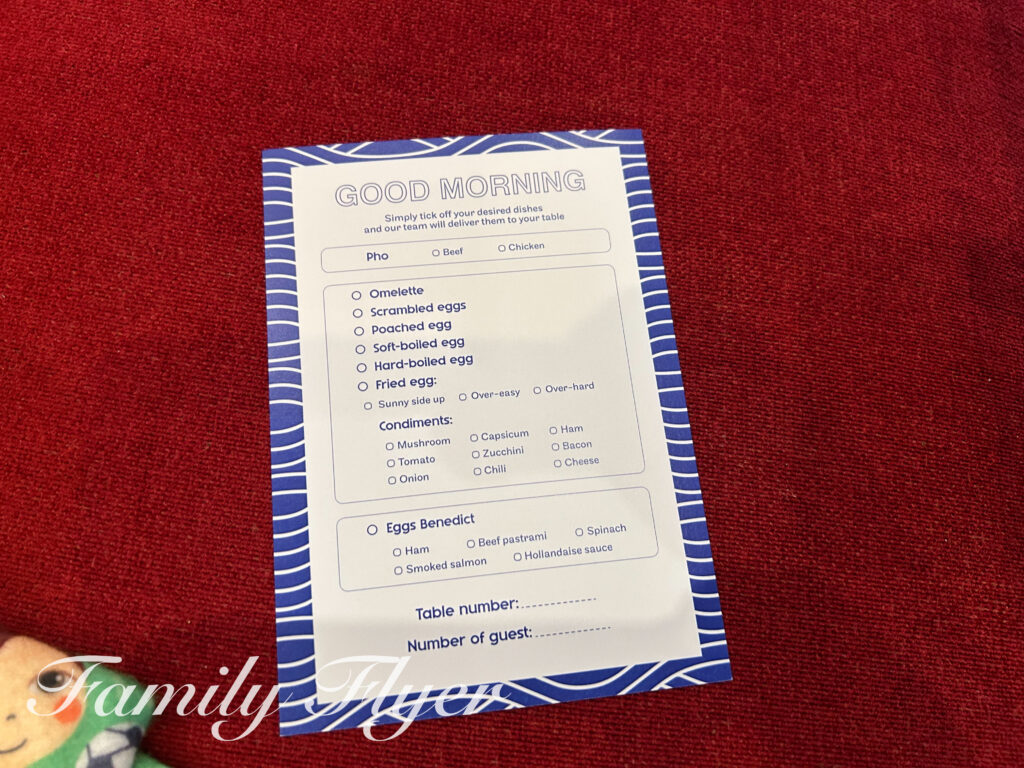 GOOD MORNING
Simply tick off your desired dishes
and our team will deliver them to your table
Pho Beef Chicken
Omelette
Scrambled eggs
Poached egg
Soft-boiled egg
Hard-boiled egg
Fried egg:
Sunny side up Over-easy Over-hard
Condiments:
Mushroom Capsicum Ham
Tomato Zucchini Bacon
Onion Chili Cheese
Eggs Benedict
Ham Beef pastrami Spinach
Smoked salmon Hollandaise sauce
Table number:
Number of guest:
Family Flyer